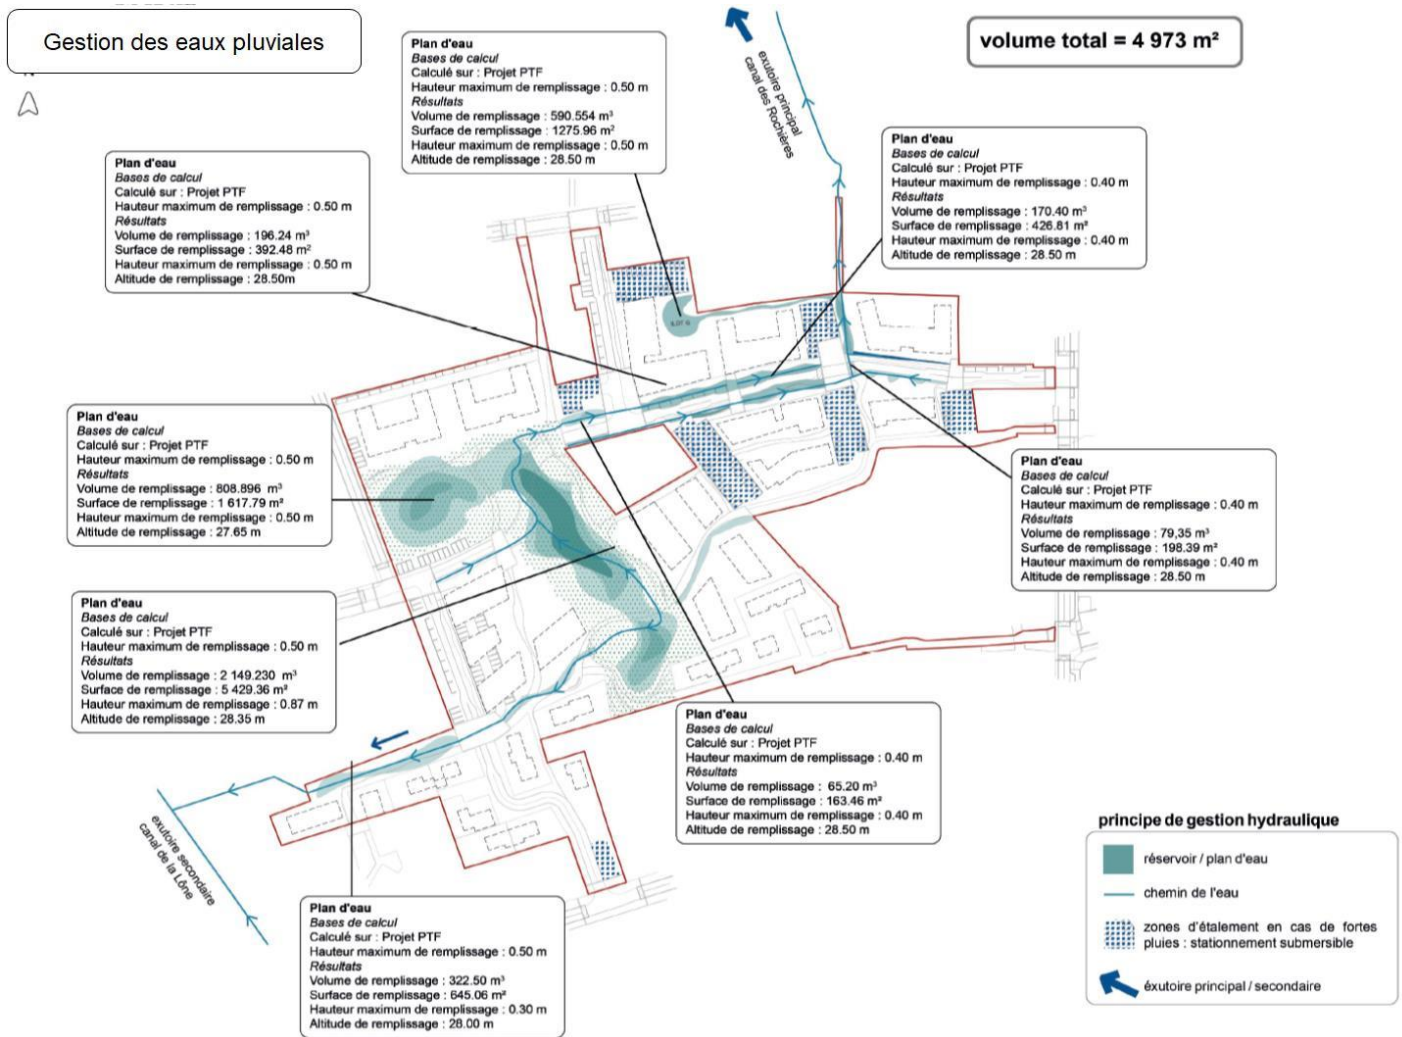 Gestion des eaux pluviales
volume total = 4 973 m²
Plan d'eau
Bases de calcul
Calculé sur : Projet PTF
Hauteur maximum de remplissage : 0.50 m
Résultats
Volume de remplissage : 590.554 m³
Surface de remplissage : 1275.96 m²
Hauteur maximum de remplissage : 0.50 m
Altitude de remplissage : 28.50 m
exutoire principal
canal des Rochières
Plan d'eau
Bases de calcul
Calculé sur : Projet PTF
Hauteur maximum de remplissage : 0.40 m
Résultats
Volume de remplissage : 170.40 m³
Surface de remplissage : 426.81 m²
Hauteur maximum de remplissage : 0.40 m
Altitude de remplissage : 28.50 m
Plan d'eau
Bases de calcul
Calculé sur : Projet PTF
Hauteur maximum de remplissage : 0.50 m
Résultats
Volume de remplissage : 196.24 m³
Surface de remplissage : 392.48 m²
Hauteur maximum de remplissage : 0.50 m
Altitude de remplissage : 28.50m
Plan d'eau
Bases de calcul
Calculé sur : Projet PTF
Hauteur maximum de remplissage : 0.50 m
Résultats
Volume de remplissage : 808.896 m³
Surface de remplissage : 1 617.79 m²
Hauteur maximum de remplissage : 0.50 m
Altitude de remplissage : 27.65 m
Plan d'eau
Bases de calcul
Calculé sur : Projet PTF
Hauteur maximum de remplissage : 0.40 m
Résultats
Volume de remplissage : 79,35 m³
Surface de remplissage : 198.39 m²
Hauteur maximum de remplissage : 0.40 m
Altitude de remplissage : 28.50 m
Plan d'eau
Bases de calcul
Calculé sur : Projet PTF
Hauteur maximum de remplissage : 0.50 m
Résultats
Volume de remplissage : 2 149.230 m³
Surface de remplissage : 5 429.36 m²
Hauteur maximum de remplissage : 0.87 m
Altitude de remplissage : 28.35 m
Plan d'eau
Bases de calcul
Calculé sur : Projet PTF
Hauteur maximum de remplissage : 0.40 m
Résultats
Volume de remplissage : 65.20 m³
Surface de remplissage : 163.46 m²
Hauteur maximum de remplissage : 0.40 m
Altitude de remplissage : 28.50 m
exutoire secondaire
canal de la Lône
Plan d'eau
Bases de calcul
Calculé sur : Projet PTF
Hauteur maximum de remplissage : 0.50 m
Résultats
Volume de remplissage : 322.50 m³
Surface de remplissage : 645.06 m²
Hauteur maximum de remplissage : 0.30 m
Altitude de remplissage : 28.00 m
principe de gestion hydraulique
réservoir / plan d'eau
chemin de l'eau
zones d'étalement en cas de fortes
pluies : stationnement submersible
éxutoire principal / secondaire